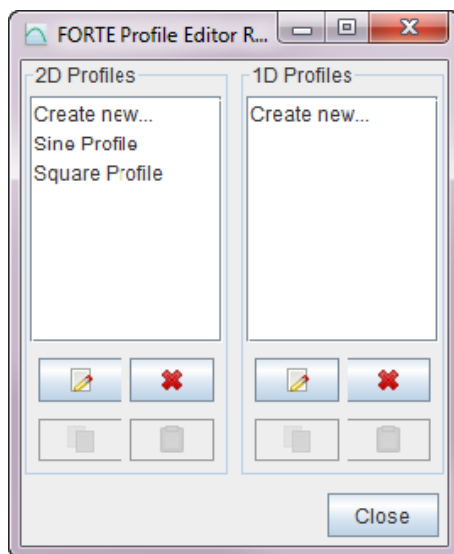 FORTE Profile Editor R...
2D Profiles
Create new...
Sine Profile
Square Profile
1D Profiles
Create new...
Close